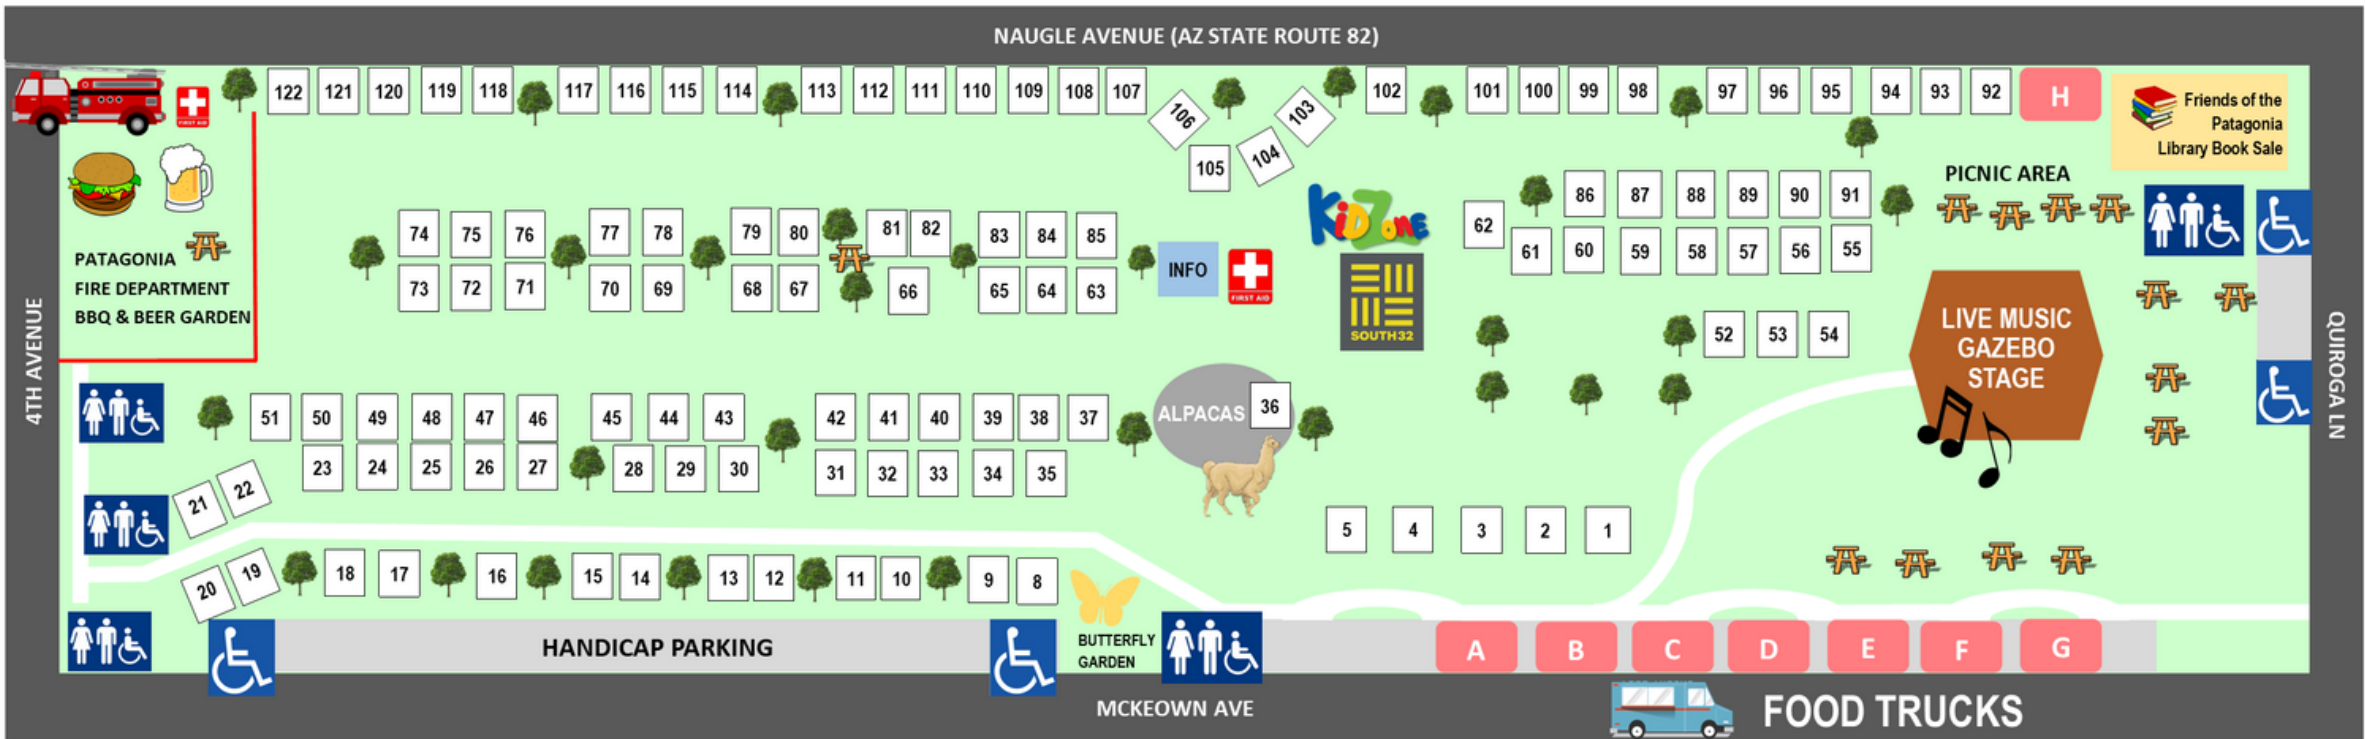 NAUGLE AVENUE (AZ STATE ROUTE 82)
FIRST AID
122 121 120 119 118 117 116 115 114 113 112 111 110 109 108 107
106 105 104 103
102 101 100 99 98 97 96 95 94 93 92 H
Friends of the
Patagonia
Library Book Sale
PICNIC AREA
PATAGONIA
FIRE DEPARTMENT
BBQ & BEER GARDEN
4TH AVENUE
74 75 76 77 78 79 80 81 82 83 84 85
73 72 71 70 69 68 67 66 65 64 63
INFO
FIRST AID
KidZone
SOUTH32
86 87 88 89 90 91
62 61 60 59 58 57 56 55
52 53 54
LIVE MUSIC
GAZEBO
STAGE
QUIROGA LN
51 50 49 48 47 46 45 44 43 42 41 40 39 38 37
ALPACAS 36
23 24 25 26 27 28 29 30 31 32 33 34 35
21 22
5 4 3 2 1
20 19 18 17 16 15 14 13 12 11 10 9 8
HANDICAP PARKING
BUTTERFLY
GARDEN
A B C D E F G
MCKEOWN AVE
FOOD TRUCKS